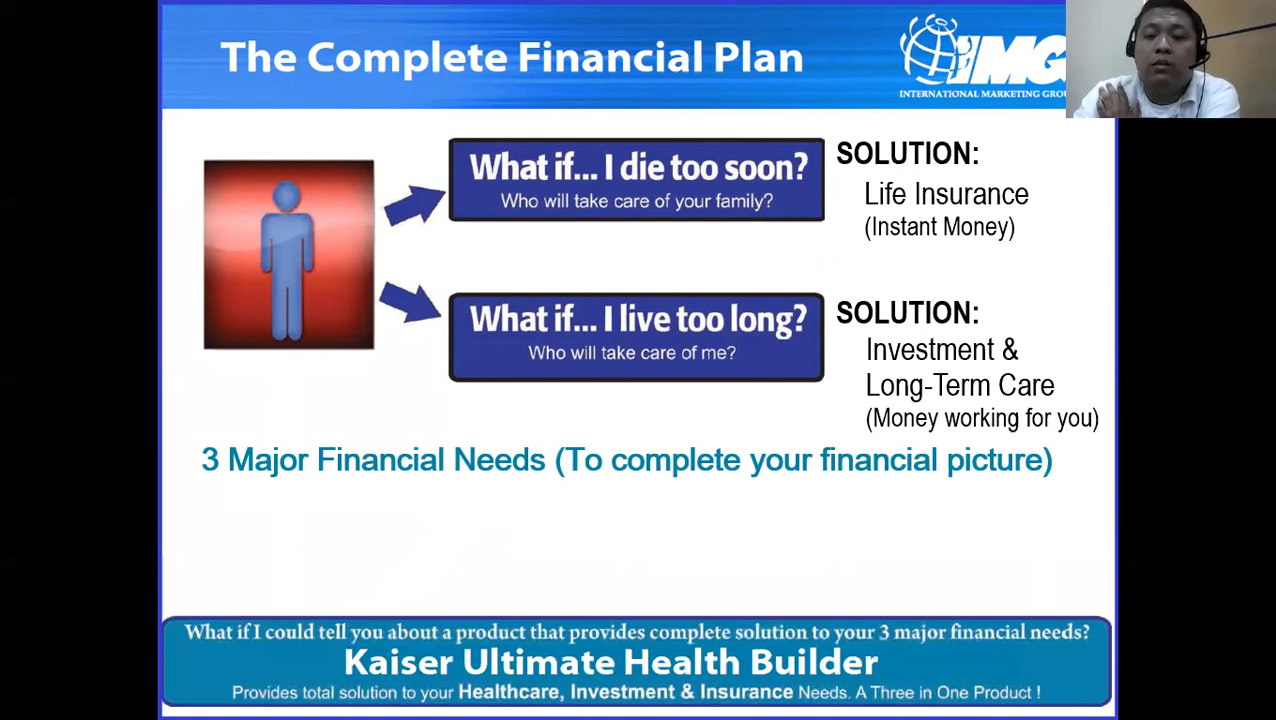 The Complete Financial Plan
IMG
INTERNATIONAL MARKETING GROU
What if... I die too soon?
Who will take care of your family?
SOLUTION:
Life Insurance
(Instant Money)
What if... I live too long?
Who will take care of me?
SOLUTION:
Investment &
Long-Term Care
(Money working for you)
3 Major Financial Needs (To complete your financial picture)
What if I could tell you about a product that provides complete solution to your 3 major financial needs?
Kaiser Ultimate Health Builder
Provides total solution to your Healthcare, Investment & Insurance Needs. A Three in One Product !